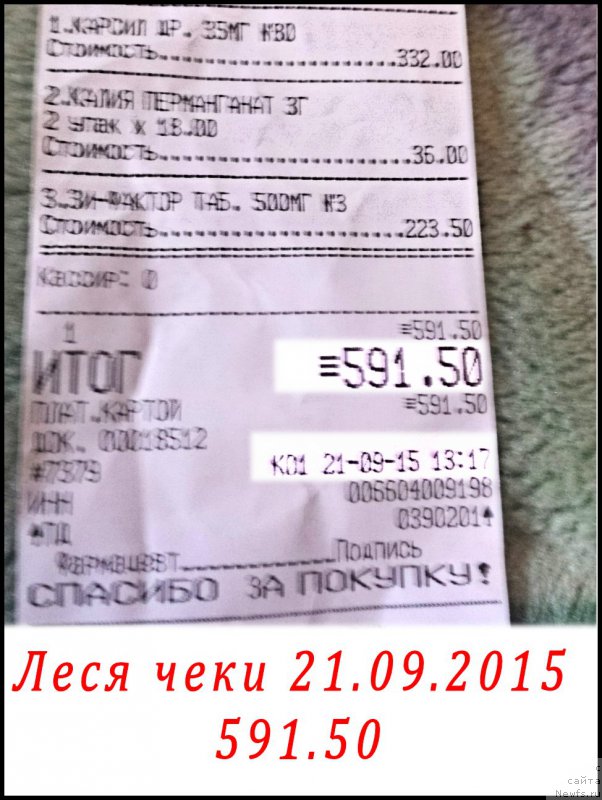 1.КАРСИЛ ДР. 35МГ №80
Стоимость........................332.00
2.КАЛИЯ ПЕРМАНГАНАТ 3Г
2 упак x 18.00
Стоимость..........................36.00
3.ЗИ-ФАКТОР ТАБ. 500МГ №3
Стоимость........................223.50
Кассир: 0
1 ≡591.50
ИТОГ ≡591.50
ПЛАТ.КАРТОЙ ≡591.50
ДОК. 00018512
К01 21-09-15 13:17
#7379
ИНН 006604009198
0390201
Фармацевт Подпись
СПАСИБО ЗА ПОКУПКУ!
Леся чеки 21.09.2015
591.50
с
сайта
Newfs.ru